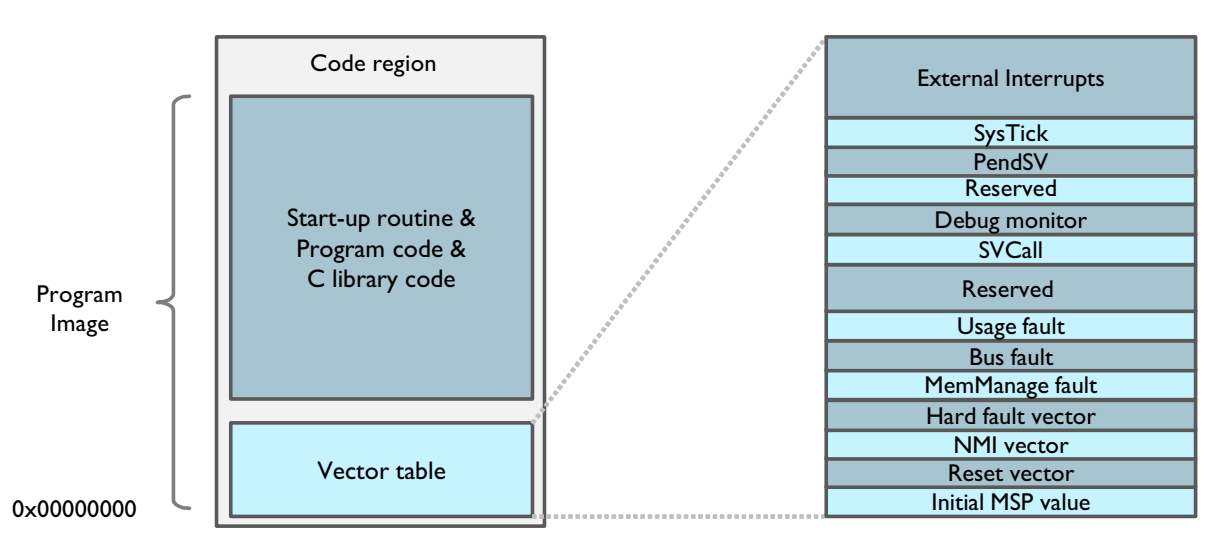 Code region
Start-up routine &
Program code &
C library code
Program
Image
Vector table
0x00000000
External Interrupts
SysTick
PendSV
Reserved
Debug monitor
SVCall
Reserved
Usage fault
Bus fault
MemManage fault
Hard fault vector
NMI vector
Reset vector
Initial MSP value